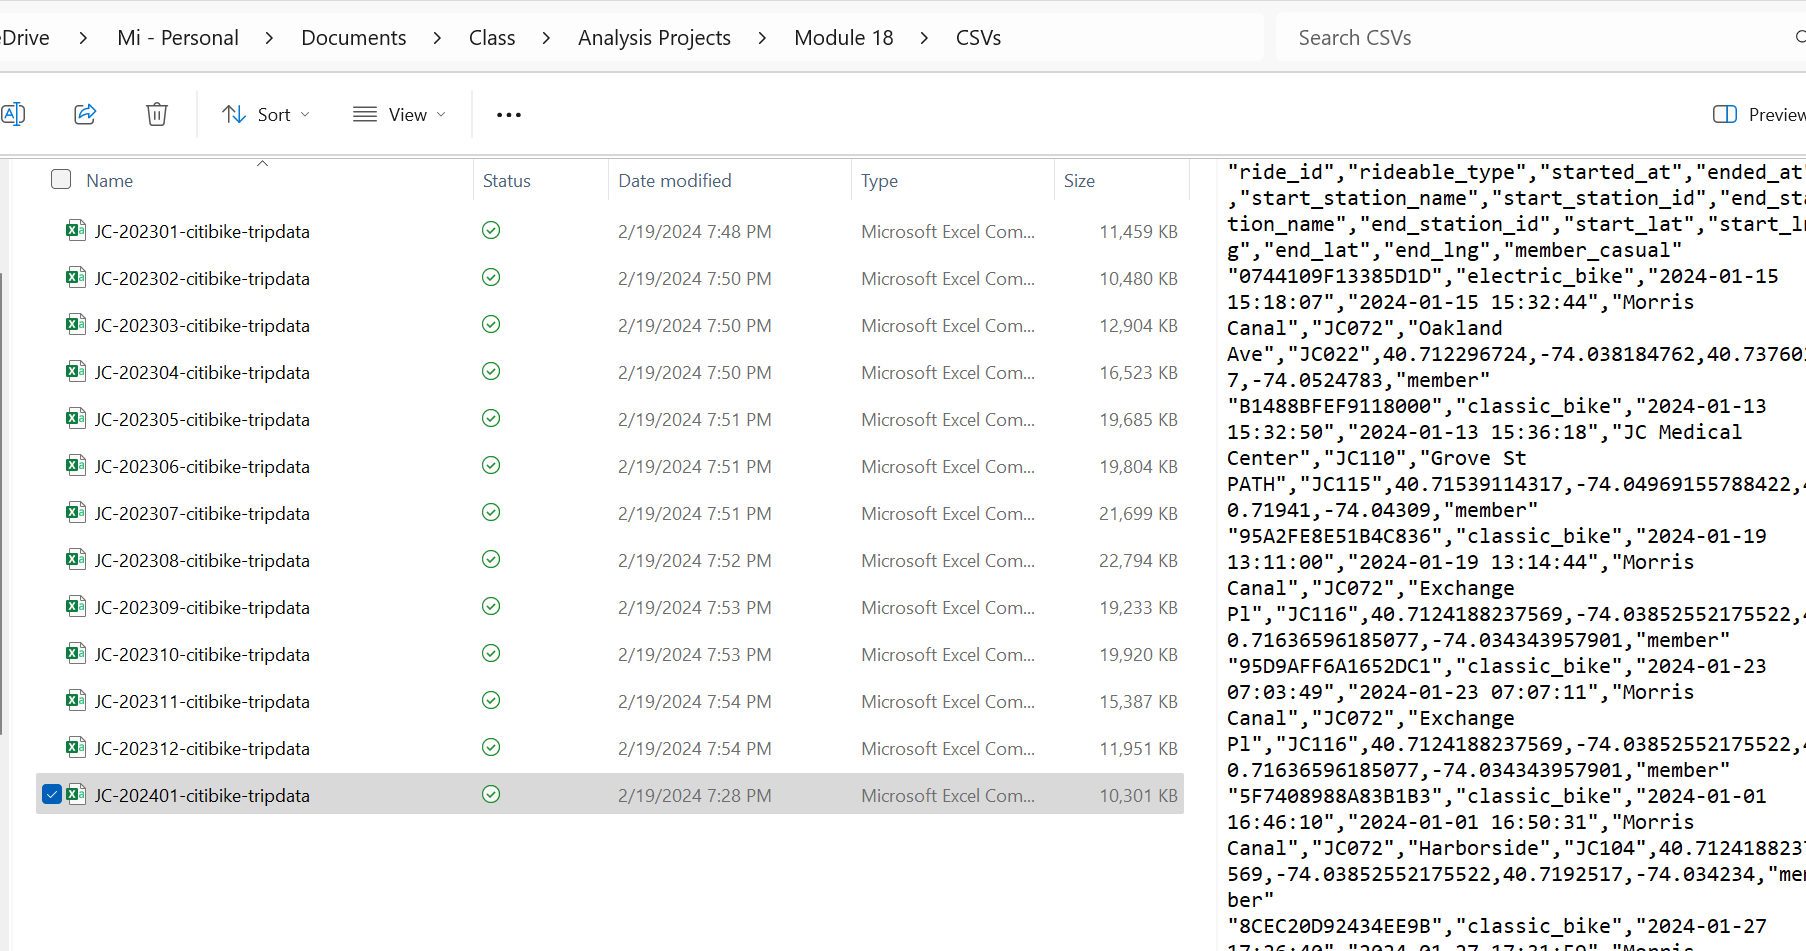 Drive > Mi - Personal > Documents > Class > Analysis Projects > Module 18 > CSVs
Search CSVs
Sort
View
Preview
Name Status Date modified Type Size
JC-202301-citibike-tripdata 2/19/2024 7:48 PM Microsoft Excel Com... 11,459 KB
JC-202302-citibike-tripdata 2/19/2024 7:50 PM Microsoft Excel Com... 10,480 KB
JC-202303-citibike-tripdata 2/19/2024 7:50 PM Microsoft Excel Com... 12,904 KB
JC-202304-citibike-tripdata 2/19/2024 7:50 PM Microsoft Excel Com... 16,523 KB
JC-202305-citibike-tripdata 2/19/2024 7:51 PM Microsoft Excel Com... 19,685 KB
JC-202306-citibike-tripdata 2/19/2024 7:51 PM Microsoft Excel Com... 19,804 KB
JC-202307-citibike-tripdata 2/19/2024 7:51 PM Microsoft Excel Com... 21,699 KB
JC-202308-citibike-tripdata 2/19/2024 7:52 PM Microsoft Excel Com... 22,794 KB
JC-202309-citibike-tripdata 2/19/2024 7:53 PM Microsoft Excel Com... 19,233 KB
JC-202310-citibike-tripdata 2/19/2024 7:53 PM Microsoft Excel Com... 19,920 KB
JC-202311-citibike-tripdata 2/19/2024 7:54 PM Microsoft Excel Com... 15,387 KB
JC-202312-citibike-tripdata 2/19/2024 7:54 PM Microsoft Excel Com... 11,951 KB
JC-202401-citibike-tripdata 2/19/2024 7:28 PM Microsoft Excel Com... 10,301 KB
"ride_id","rideable_type","started_at","ended_at"
,"start_station_name","start_station_id","end_sta
tion_name","end_station_id","start_lat","start_ln
g","end_lat","end_lng","member_casual"
"0744109F13385D1D","electric_bike","2024-01-15
15:18:07","2024-01-15 15:32:44","Morris
Canal","JC072","Oakland
Ave","JC022",40.712296724,-74.038184762,40.73760
7,-74.0524783,"member"
"B1488BFEF9118000","classic_bike","2024-01-13
15:32:50","2024-01-13 15:36:18","JC Medical
Center","JC110","Grove St
PATH","JC115",40.71539114317,-74.04969155788422,4
0.71941,-74.04309,"member"
"95A2FE8E51B4C836","classic_bike","2024-01-19
13:11:00","2024-01-19 13:14:44","Morris
Canal","JC072","Exchange
Pl","JC116",40.7124188237569,-74.03852552175522,4
0.71636596185077,-74.034343957901,"member"
"95D9AFF6A1652DC1","classic_bike","2024-01-23
07:03:49","2024-01-23 07:07:11","Morris
Canal","JC072","Exchange
Pl","JC116",40.7124188237569,-74.03852552175522,4
0.71636596185077,-74.034343957901,"member"
"5F7408988A83B1B3","classic_bike","2024-01-01
16:46:10","2024-01-01 16:50:31","Morris
Canal","JC072","Harborside","JC104",40.712418823
569,-74.03852552175522,40.7192517,-74.034234,"mem
ber"
"8CEC20D92434EE9B","classic_bike","2024-01-27